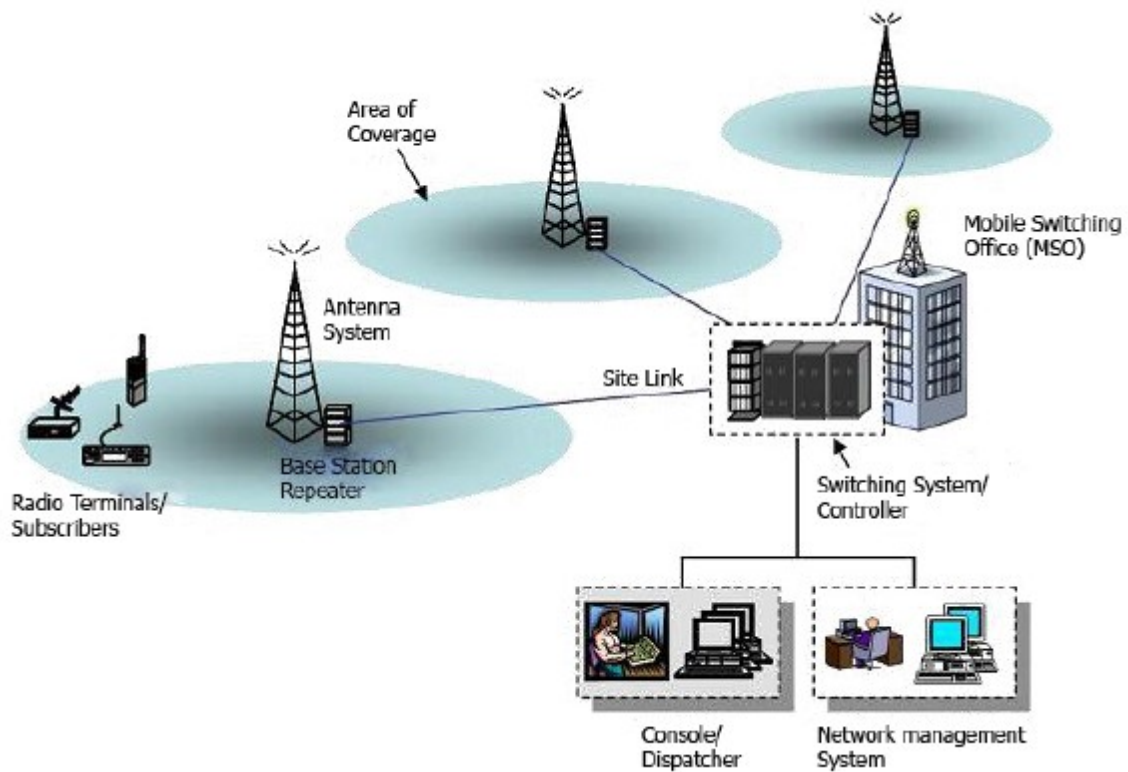 Area of
Coverage
Mobile Switching
Office (MSO)
Antenna
System
Site Link
Base Station
Repeater
Radio Terminals/
Subscribers
Switching System/
Controller
Console/
Dispatcher
Network management
System